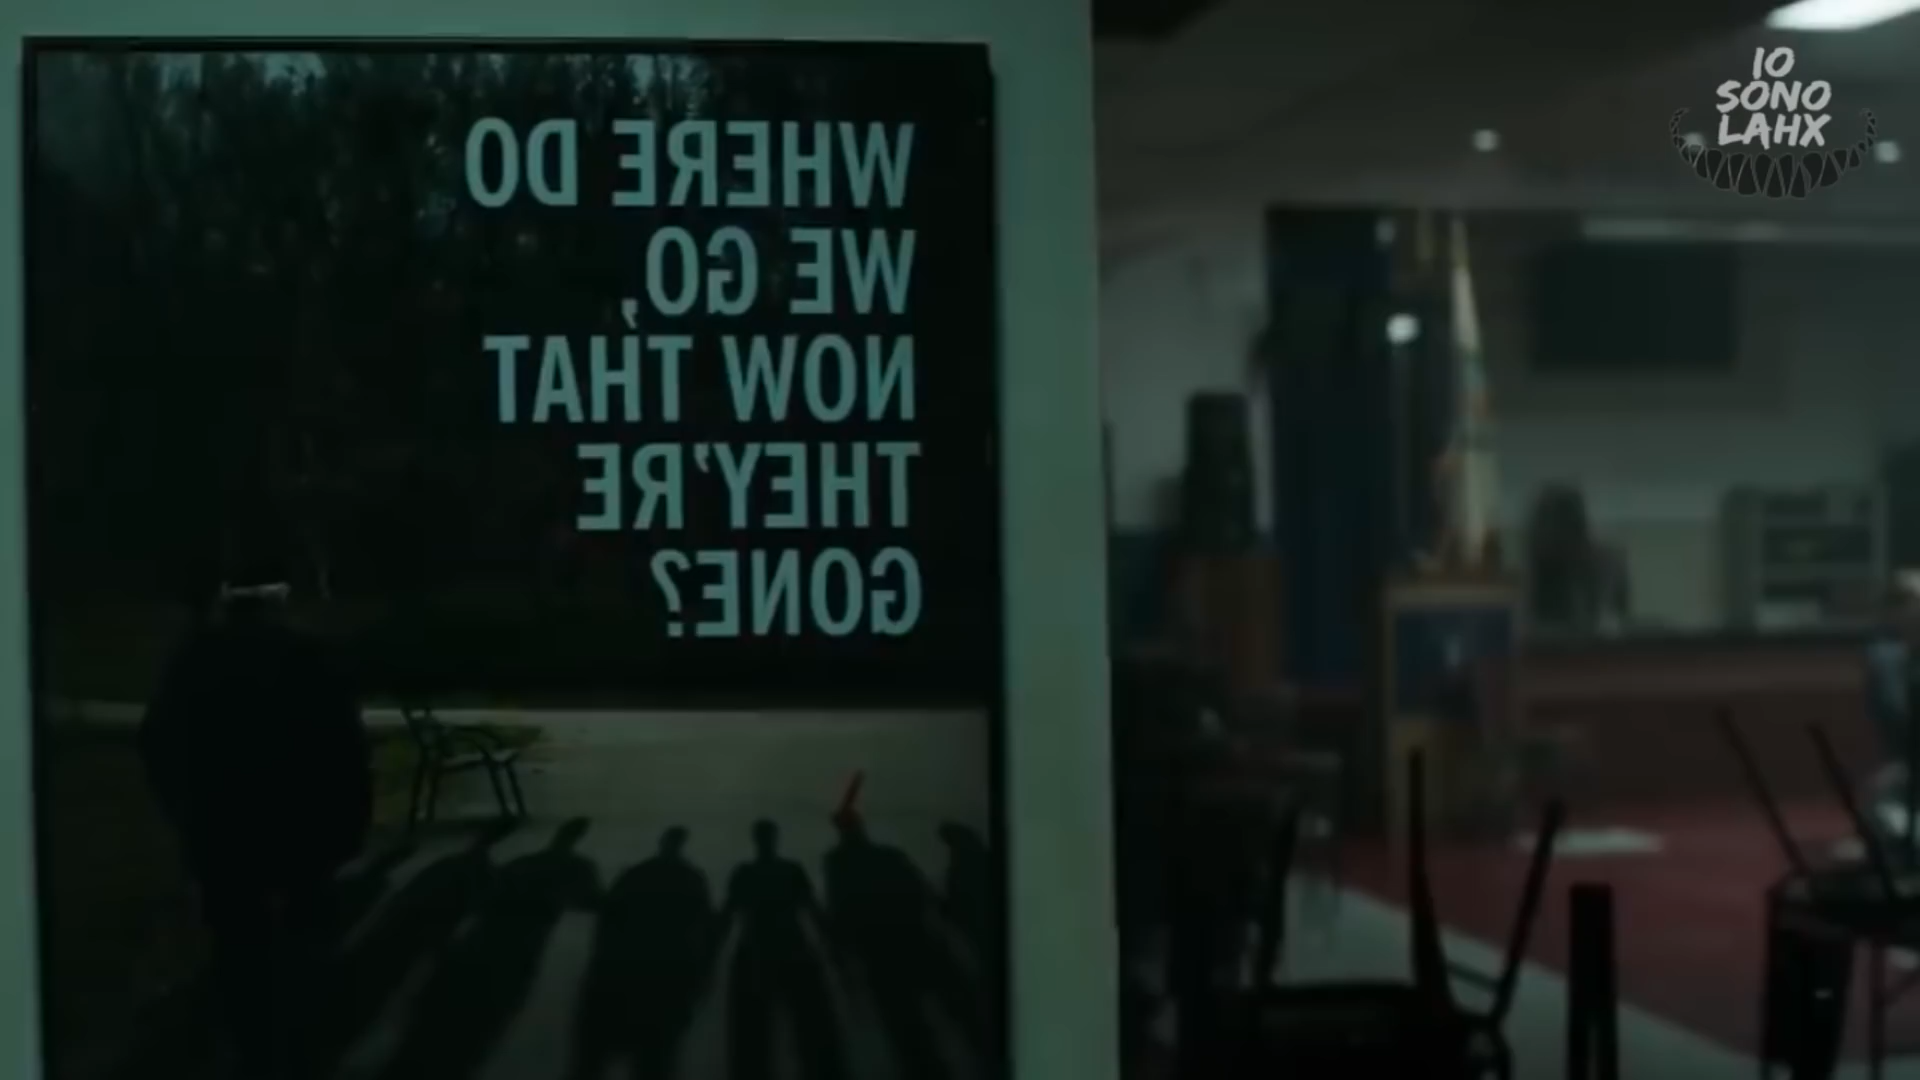 WHERE DO
WE GO,
NOW THAT
THEY'RE
GONE?
IO
SONO
LAHX